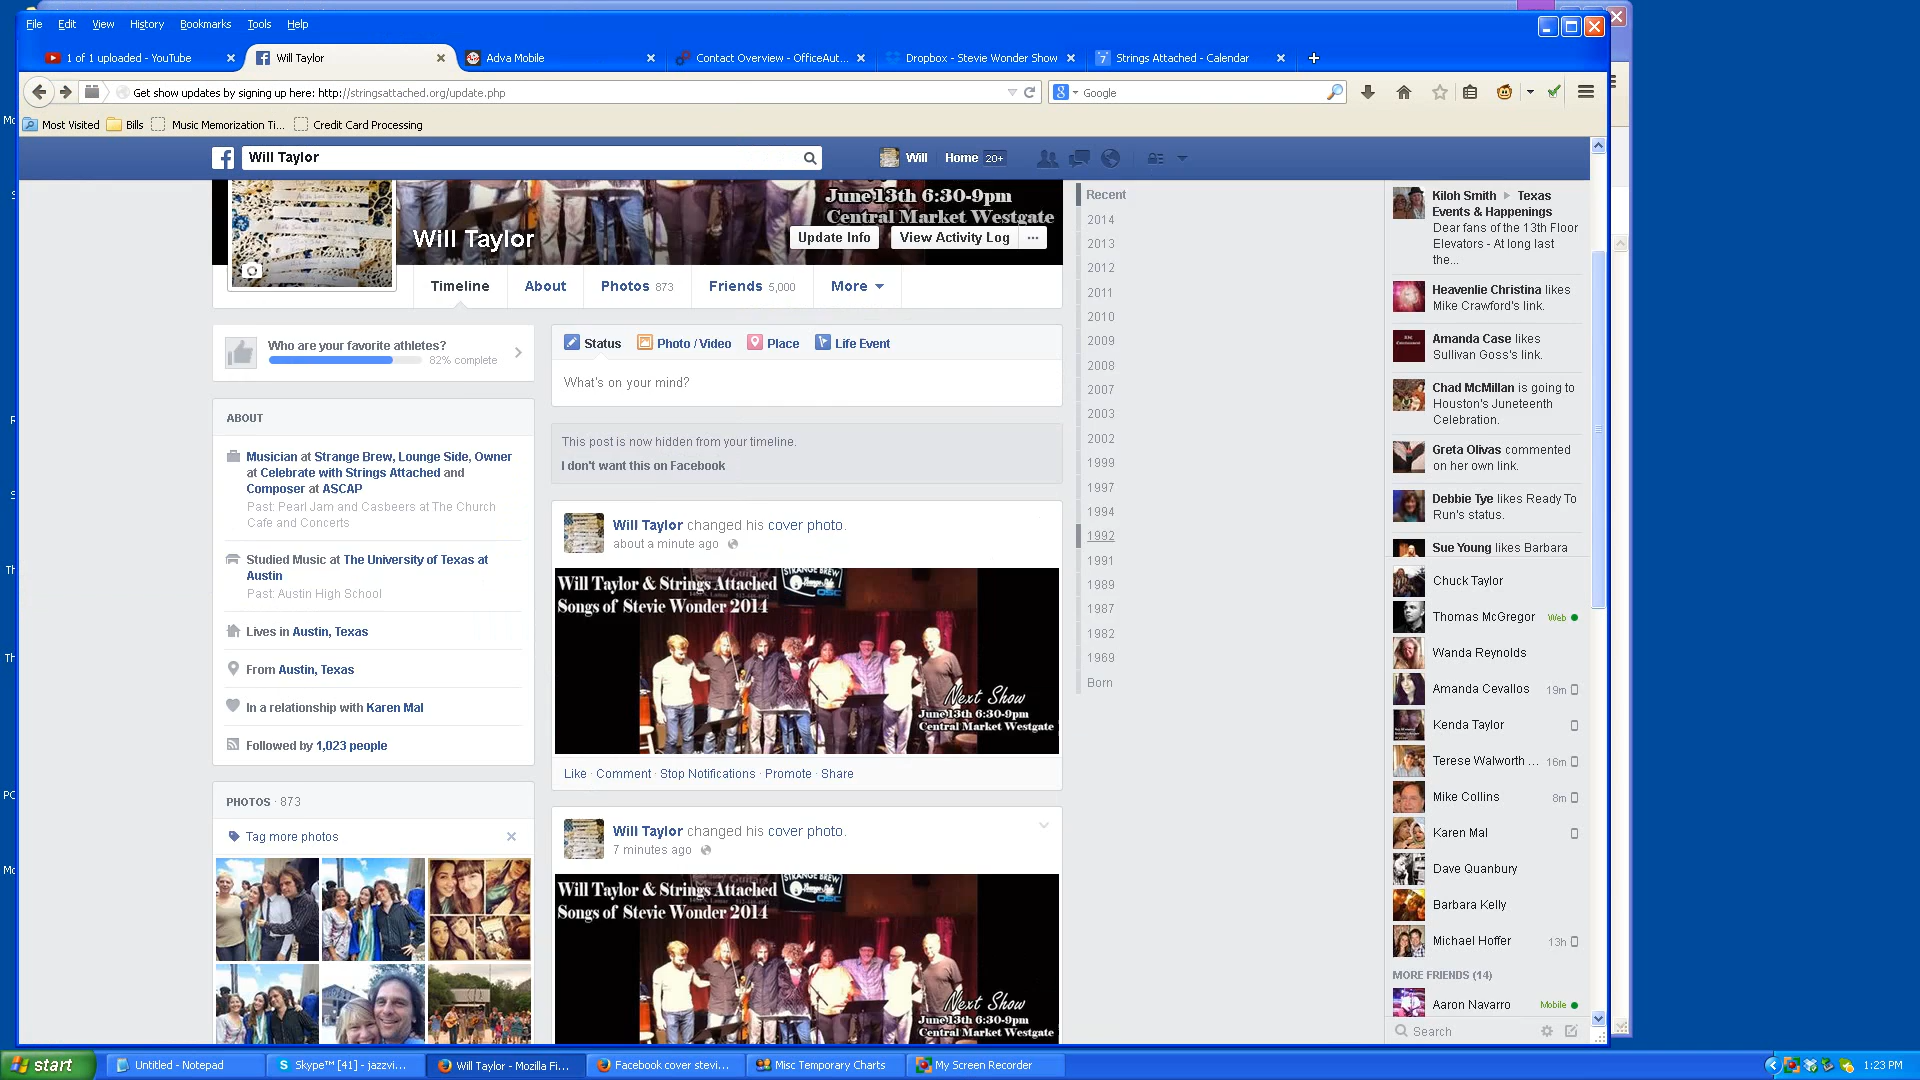 File Edit View History Bookmarks Tools Help
1 of 1 uploaded - YouTube
Will Taylor
Adva Mobile
Contact Overview - OfficeAut...
Dropbox - Stevie Wonder Show
7 Strings Attached - Calendar
Get show updates by signing up here: http://stringsattached.org/update.php
Google
Most Visited Bills Music Memorization Ti... Credit Card Processing
Will Taylor
Will Home 20+
June13th 6:30-9pm
Central Market Westgate
Will Taylor
Update Info View Activity Log ...
Timeline About Photos 873 Friends 5,000 More
Who are your favorite athletes?
82% complete
ABOUT
Musician at Strange Brew, Lounge Side, Owner
at Celebrate with Strings Attached and
Composer at ASCAP
Past: Pearl Jam and Casbeers at The Church
Cafe and Concerts
Studied Music at The University of Texas at
Austin
Past: Austin High School
Lives in Austin, Texas
From Austin, Texas
In a relationship with Karen Mal
Followed by 1,023 people
PHOTOS · 873
Tag more photos
Status Photo / Video Place Life Event
What's on your mind?
This post is now hidden from your timeline.
I don't want this on Facebook
Will Taylor changed his cover photo.
about a minute ago
Will Taylor & Strings Attached
Songs of Stevie Wonder 2014
STRANGE BREW
QSC
Next Show
June13th 6:30-9pm
Central Market Westgate
Like · Comment · Stop Notifications · Promote · Share
Will Taylor changed his cover photo.
7 minutes ago
Will Taylor & Strings Attached
Songs of Stevie Wonder 2014
STRANGE BREW
QSC
Next Show
June13th 6:30-9pm
Central Market Westgate
Recent
2014
2013
2012
2011
2010
2009
2008
2007
2003
2002
1999
1997
1994
1992
1991
1989
1987
1982
1969
Born
Kiloh Smith ▸ Texas
Events & Happenings
Dear fans of the 13th Floor
Elevators - At long last
the...
Heavenlie Christina likes
Mike Crawford's link.
Amanda Case likes
Sullivan Goss's link.
Chad McMillan is going to
Houston's Juneteenth
Celebration.
Greta Olivas commented
on her own link.
Debbie Tye likes Ready To
Run's status.
Sue Young likes Barbara
Chuck Taylor
Thomas McGregor Web
Wanda Reynolds
Amanda Cevallos 19m
Kenda Taylor
Terese Walworth ... 16m
Mike Collins 8m
Karen Mal
Dave Quanbury
Barbara Kelly
Michael Hoffer 13h
MORE FRIENDS (14)
Aaron Navarro Mobile
Search
start
Untitled - Notepad
Skype™ [41] - jazzvi...
Will Taylor - Mozilla Fi...
Facebook cover stevi...
Misc Temporary Charts
My Screen Recorder
1:23 PM